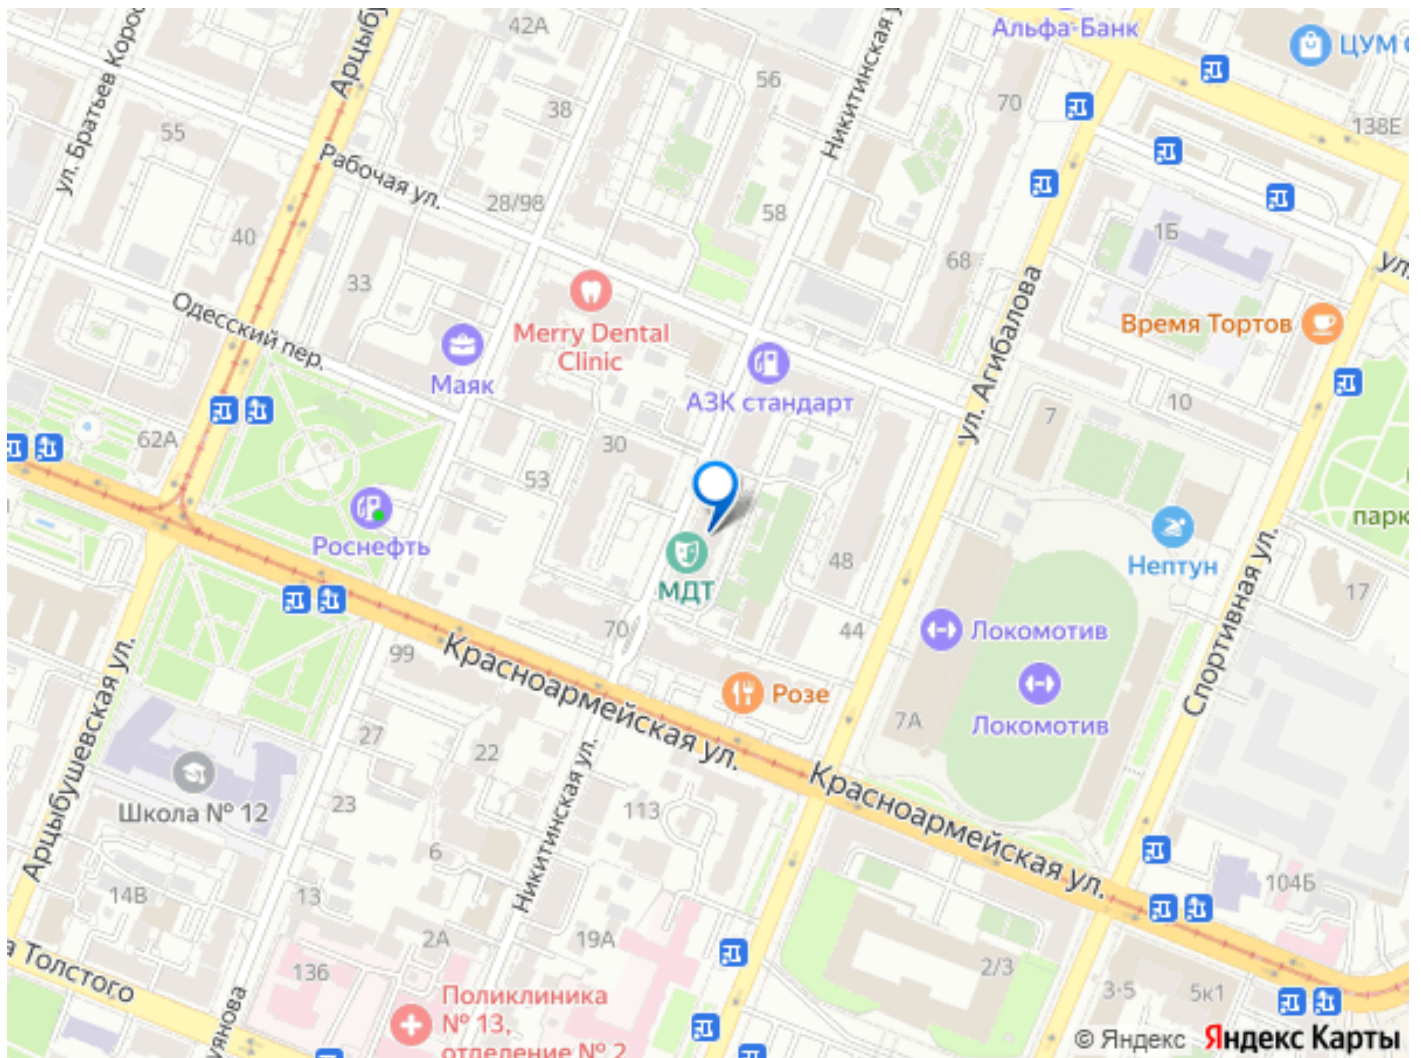 42А
Альфа-Банк
ЦУМ
56
38
70
138Е
Арцыбу
ул. Братьев Корос
55
Никитинская у
Рабочая ул.
28/98
58
1Б
40
68
ул.
33
Одесский пер.
Merry Dental
Clinic
Время Тортов
Маяк
АЗК стандарт
ул. Агибалова
62А
30
7
10
53
парк
Роснефть
Нептун
МДТ
48
17
70
44
Локомотив
99
Красноармейская ул.
Розе
Спортивная ул.
Арцыбушевская ул.
7А
Локомотив
27
22
Школа № 12
23
113
Красноармейская ул.
6
Никитинская ул.
14В
13
104Б
2А
19А
а Толстого
136
2/3
3-5
5к1
Поликлиника
№ 13,
отделение № 2
уянова
© Яндекс Яндекс Карты